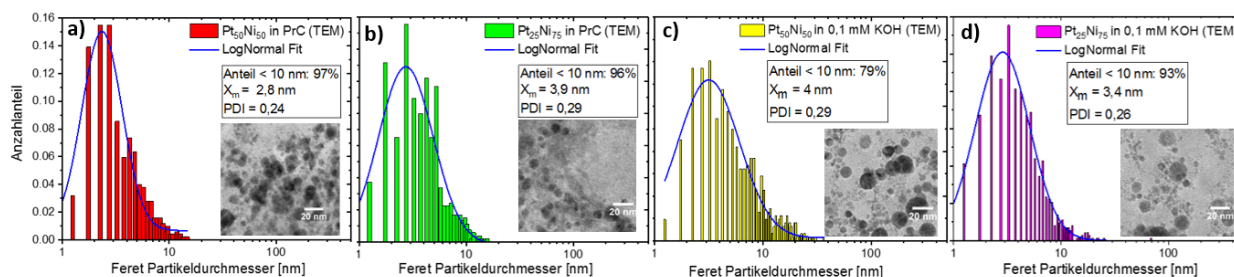 a)
Pt50Ni50 in PrC (TEM)
LogNormal Fit
Anteil < 10 nm: 97%
Xm = 2,8 nm
PDI = 0,24
20 nm
0.16
0.14
0.12
0.10
0.08
0.06
0.04
0.02
0.00
Anzahlanteil
1
10
100
Feret Partikeldurchmesser [nm]
b)
Pt25Ni75 in PrC (TEM)
LogNormal Fit
Anteil < 10 nm: 96%
Xm = 3,9 nm
PDI = 0,29
20 nm
1
10
100
Feret Partikeldurchmesser [nm]
c)
Pt50Ni50 in 0,1 mM KOH (TEM)
LogNormal Fit
Anteil < 10 nm: 79%
Xm = 4 nm
PDI = 0,29
20 nm
1
10
100
Feret Partikeldurchmesser [nm]
d)
Pt25Ni75 in 0,1 mM KOH (TEM)
LogNormal Fit
Anteil < 10 nm: 93%
Xm = 3,4 nm
PDI = 0,26
20 nm
1
10
100
Feret Partikeldurchmesser [nm]